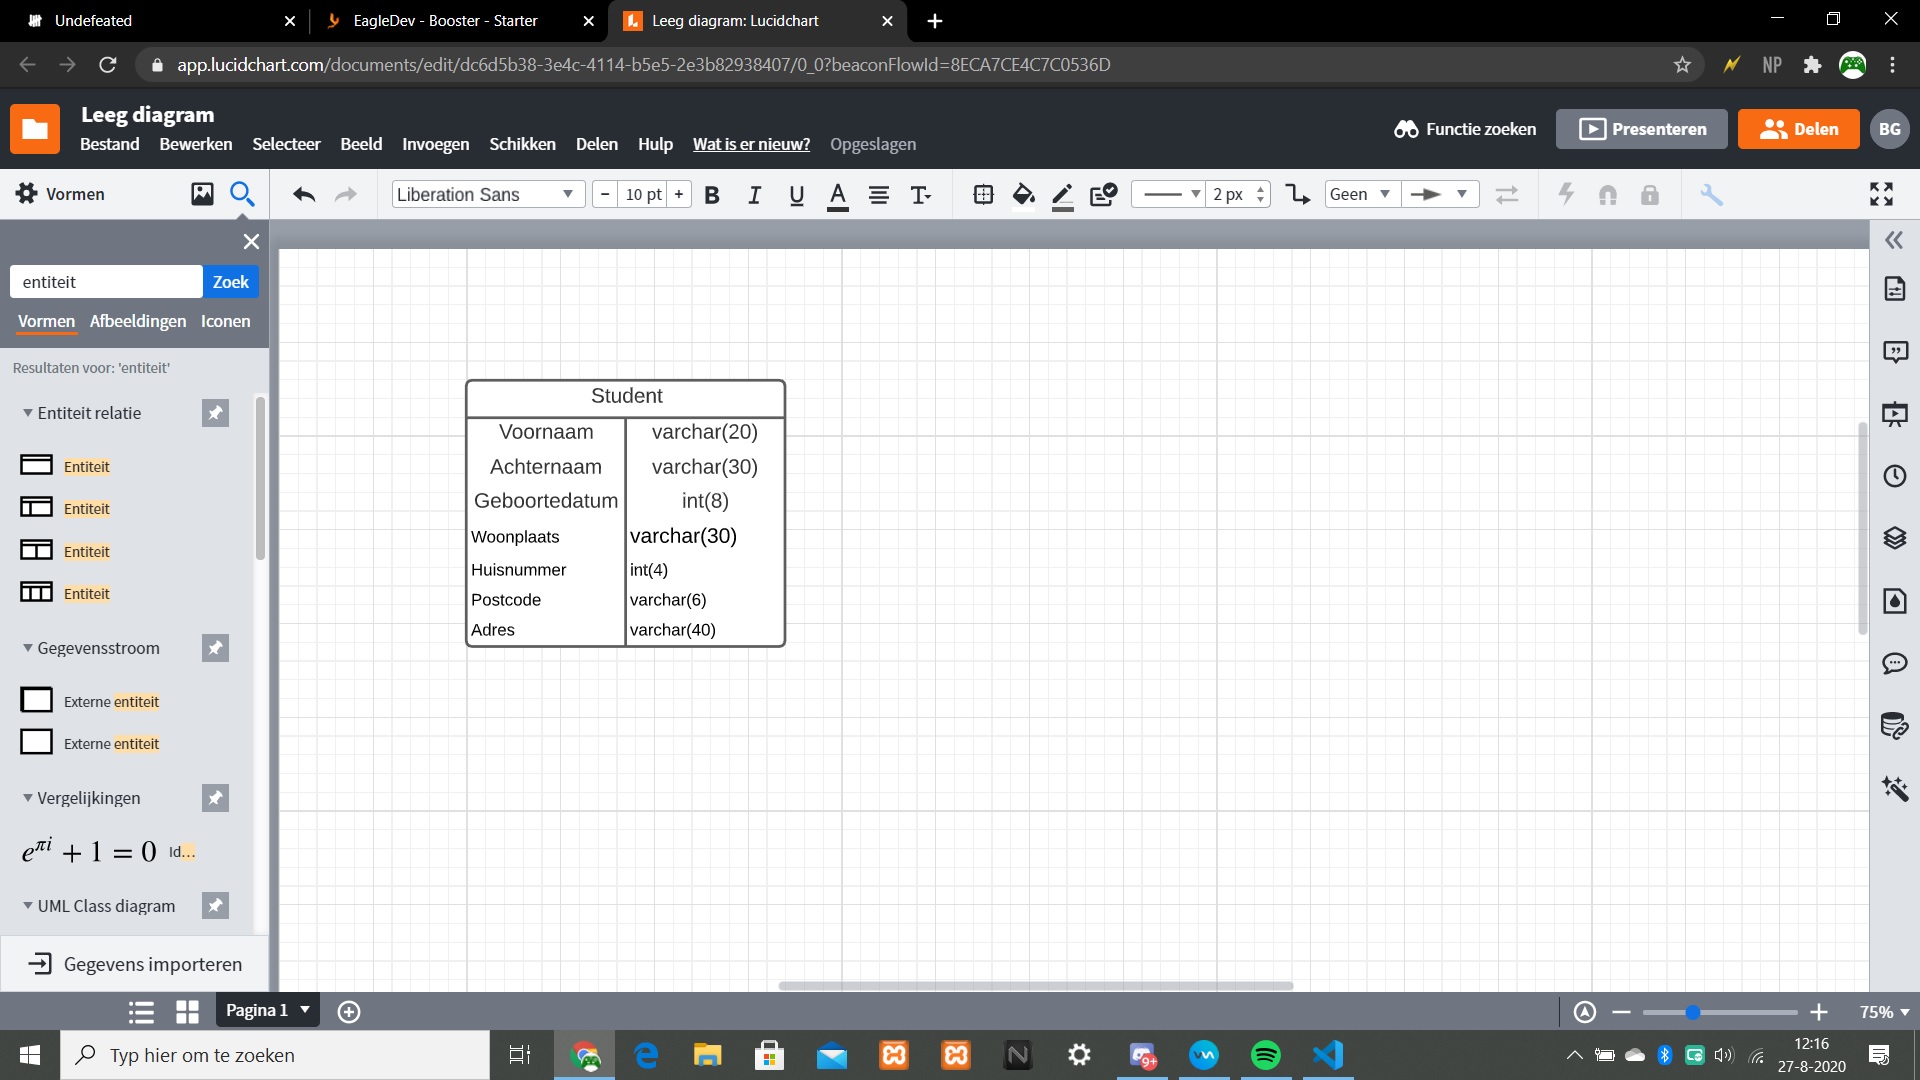 Undefeated
EagleDev - Booster - Starter
Leeg diagram: Lucidchart
app.lucidchart.com/documents/edit/dc6d5b38-3e4c-4114-b5e5-2e3b82938407/0_0?beaconFlowId=8ECA7CE4C7C0536D
NP
Leeg diagram
Bestand Bewerken Selecteer Beeld Invoegen Schikken Delen Hulp Wat is er nieuw? Opgeslagen
Functie zoeken
Presenteren
Delen
BG
Vormen
Liberation Sans
- 10 pt +
B I U A T
2 px
Geen
entiteit
Zoek
Vormen Afbeeldingen Iconen
Resultaten voor: 'entiteit'
Entiteit relatie
Entiteit
Entiteit
Entiteit
Entiteit
Gegevensstroom
Externe entiteit
Externe entiteit
Vergelijkingen
e^{πi} + 1 = 0 Id...
UML Class diagram
Gegevens importeren
Student
Voornaam varchar(20)
Achternaam varchar(30)
Geboortedatum int(8)
Woonplaats varchar(30)
Huisnummer int(4)
Postcode varchar(6)
Adres varchar(40)
Pagina 1
75%
Typ hier om te zoeken
9+
12:16
27-8-2020